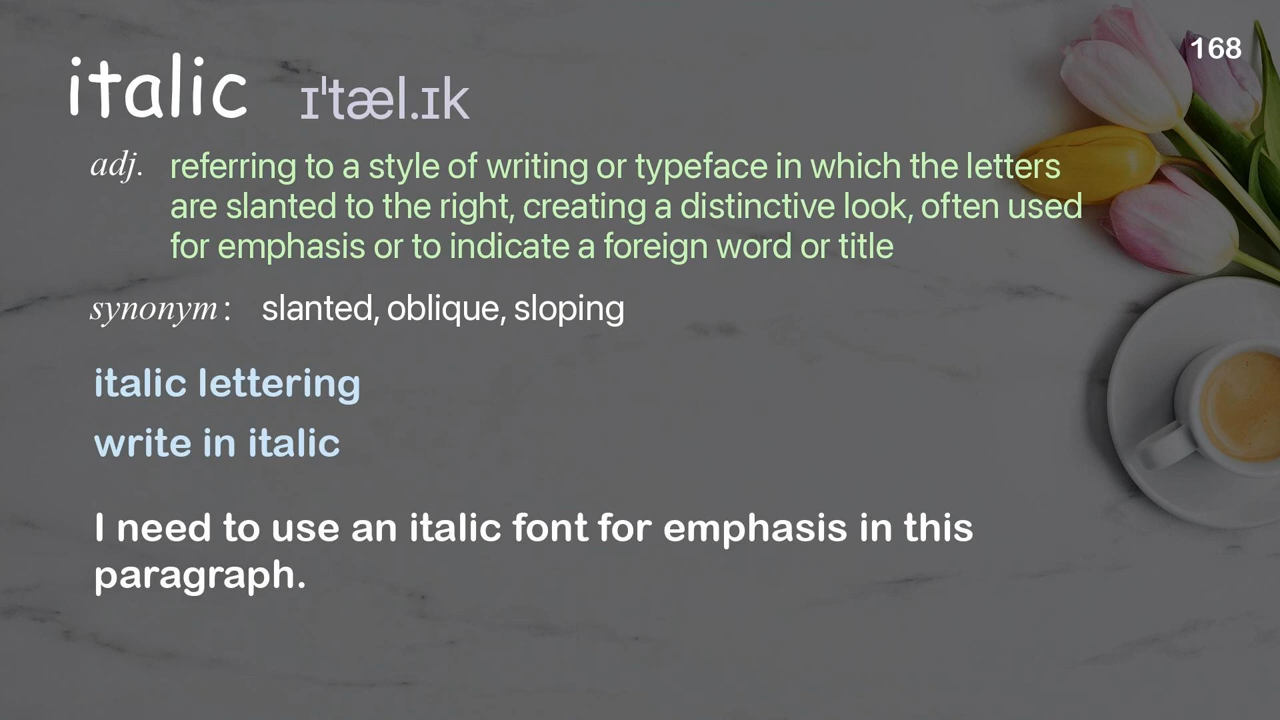 168
italic ɪˈtæl.ɪk
adj. referring to a style of writing or typeface in which the letters
are slanted to the right, creating a distinctive look, often used
for emphasis or to indicate a foreign word or title
synonym: slanted, oblique, sloping
italic lettering
write in italic
I need to use an italic font for emphasis in this
paragraph.